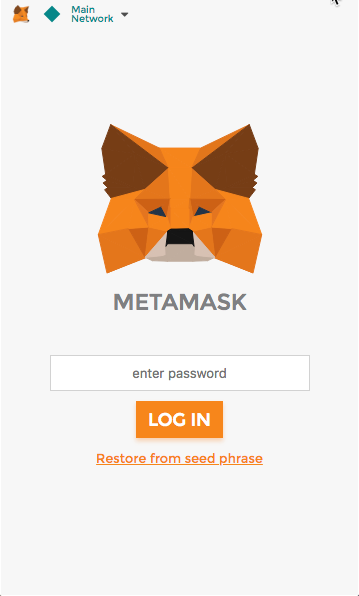 Main
Network
METAMASK
enter password
LOG IN
Restore from seed phrase